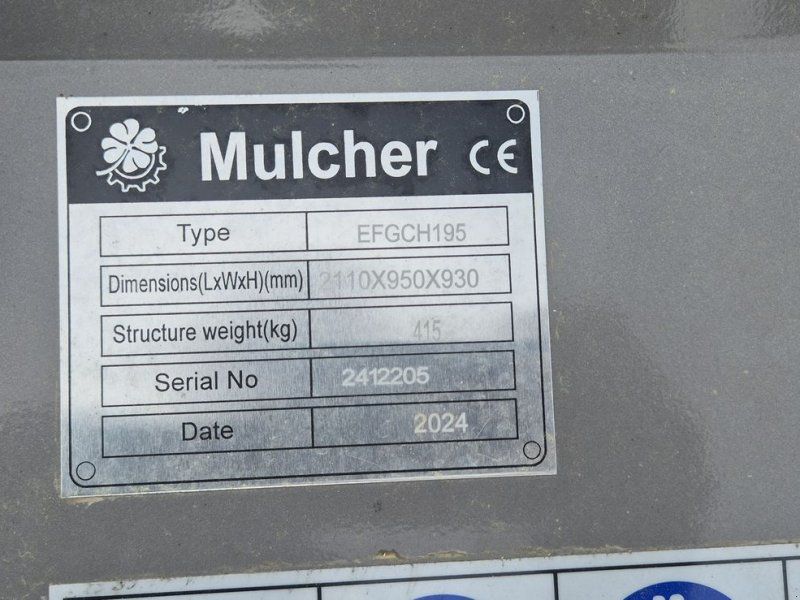 Mulcher CE
Type EFGCH195
Dimensions(LxWxH)(mm) 2110X950X930
Structure weight(kg) 415
Serial No 2412205
Date 2024